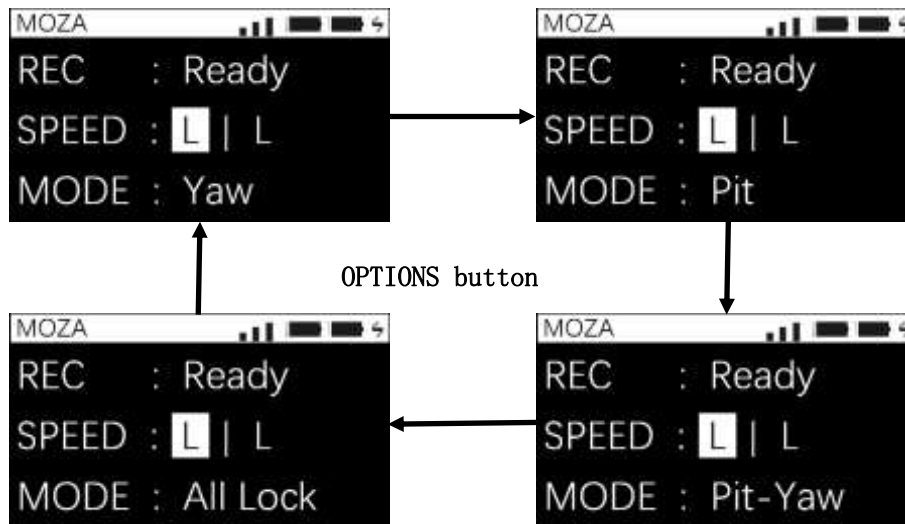 MOZA
REC : Ready
SPEED : L | L
MODE : Yaw
MOZA
REC : Ready
SPEED : L | L
MODE : Pit
OPTIONS button
MOZA
REC : Ready
SPEED : L | L
MODE : All Lock
MOZA
REC : Ready
SPEED : L | L
MODE : Pit-Yaw